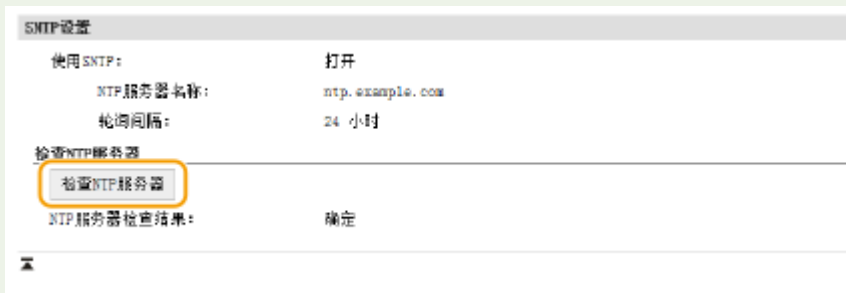 SNTP设置
使用SNTP: 打开
NTP服务器名称: ntp.example.com
轮询间隔: 24 小时
检查NTP服务器
检查NTP服务器
NTP服务器检查结果: 确定